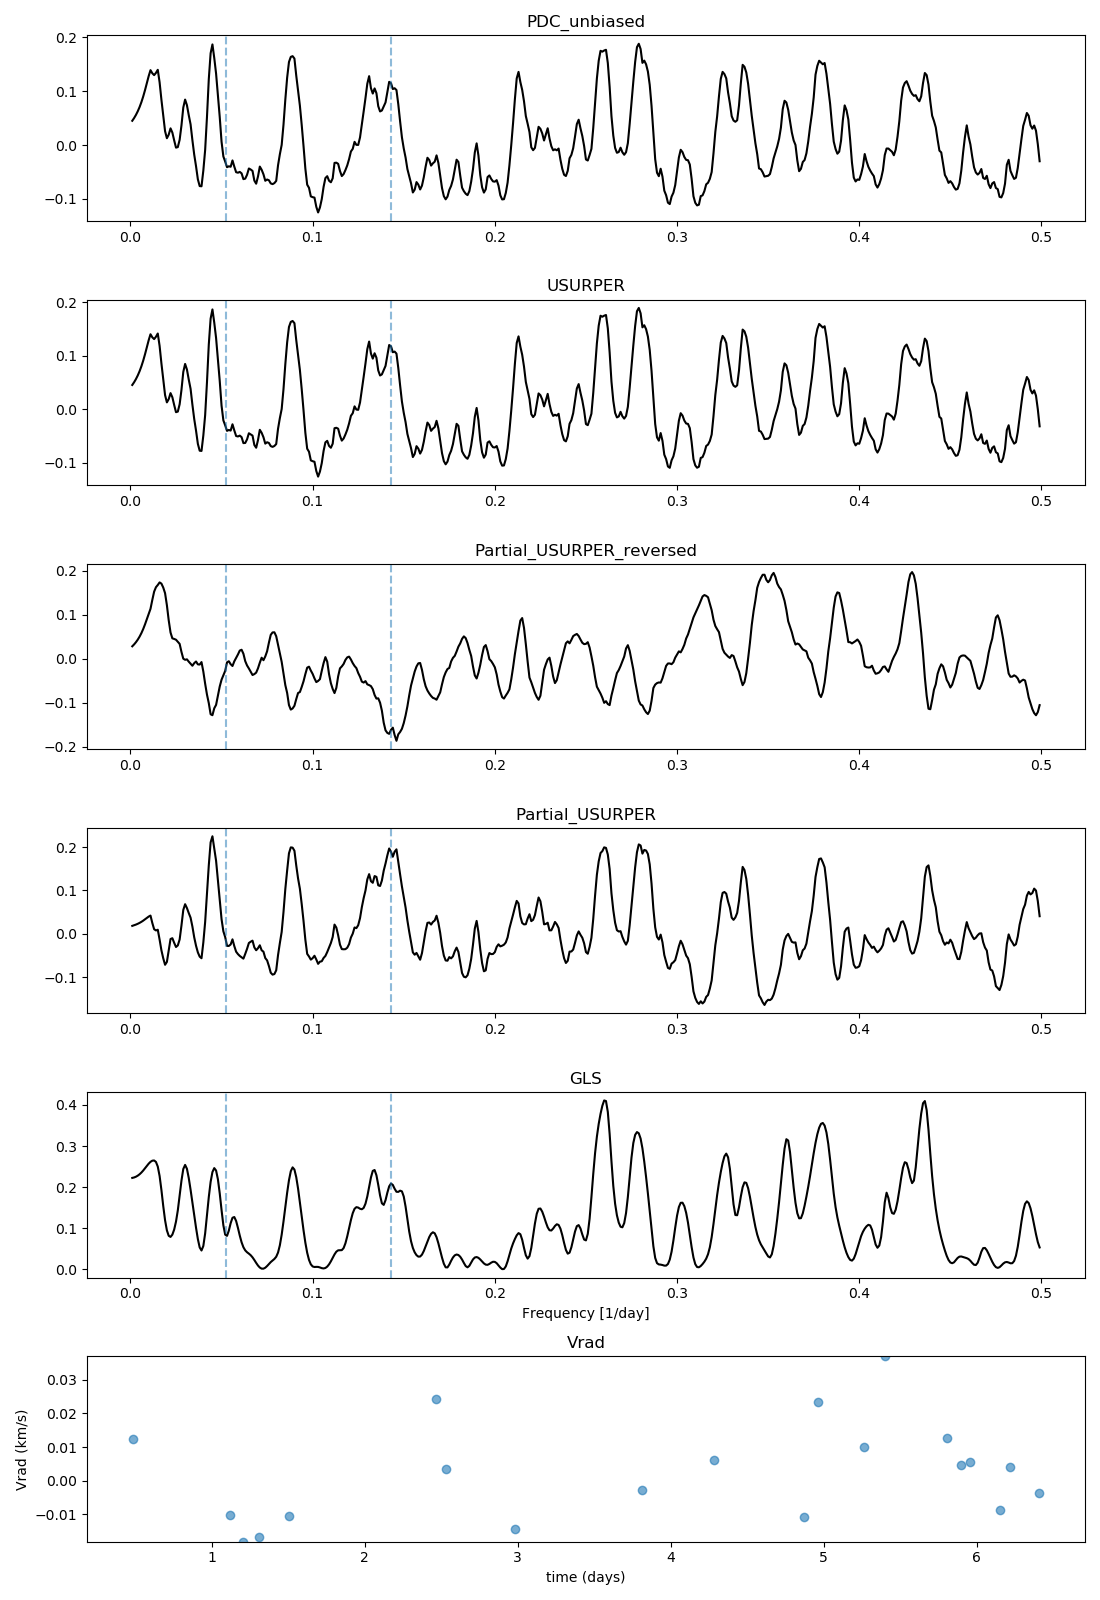 PDC_unbiased
0.2
0.1
0.0
−0.1
0.0 0.1 0.2 0.3 0.4 0.5
USURPER
0.2
0.1
0.0
−0.1
0.0 0.1 0.2 0.3 0.4 0.5
Partial_USURPER_reversed
0.2
0.1
0.0
−0.1
−0.2
0.0 0.1 0.2 0.3 0.4 0.5
Partial_USURPER
0.2
0.1
0.0
−0.1
0.0 0.1 0.2 0.3 0.4 0.5
GLS
0.4
0.3
0.2
0.1
0.0
0.0 0.1 0.2 0.3 0.4 0.5
Frequency [1/day]
Vrad
Vrad (km/s)
0.03
0.02
0.01
0.00
−0.01
1 2 3 4 5 6
time (days)